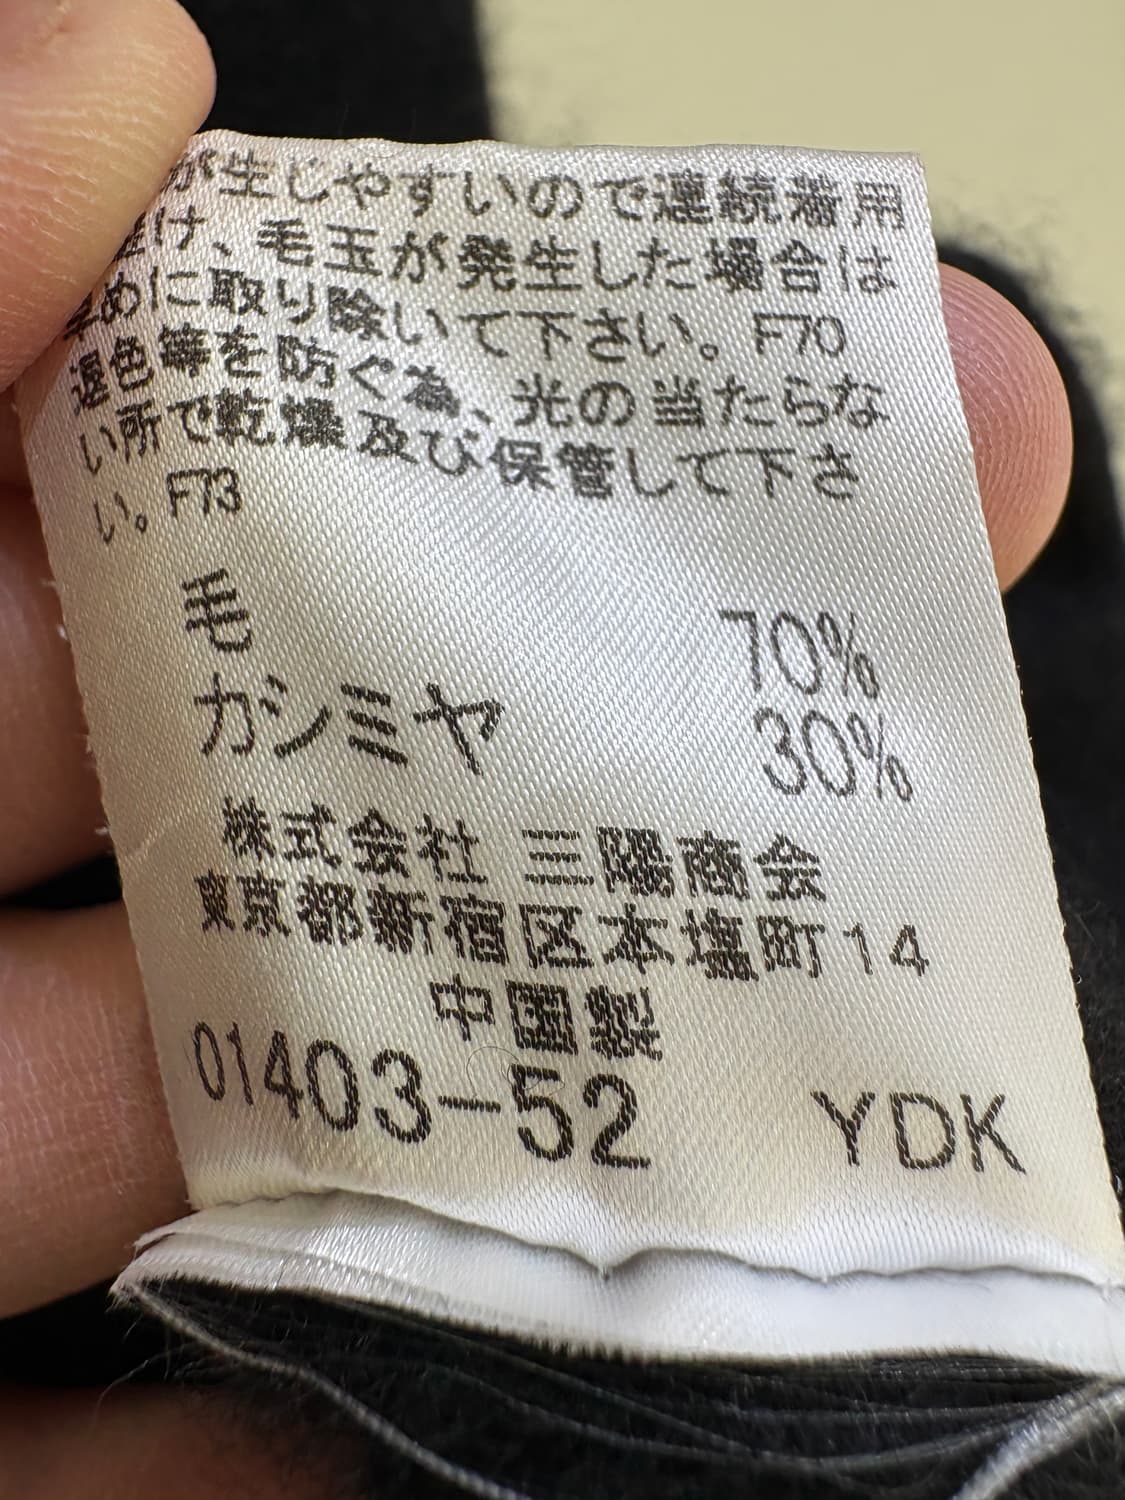 が生じやすいので連続着用
避け、毛玉が発生した場合は
早めに取り除いて下さい。F70
退色等を防ぐ為、光の当たらな
い所で乾燥及び保管して下さ
い。F73
毛 70%
カシミヤ 30%
株式会社 三陽商会
東京都新宿区本塩町14
中国製
01403-52 YDK